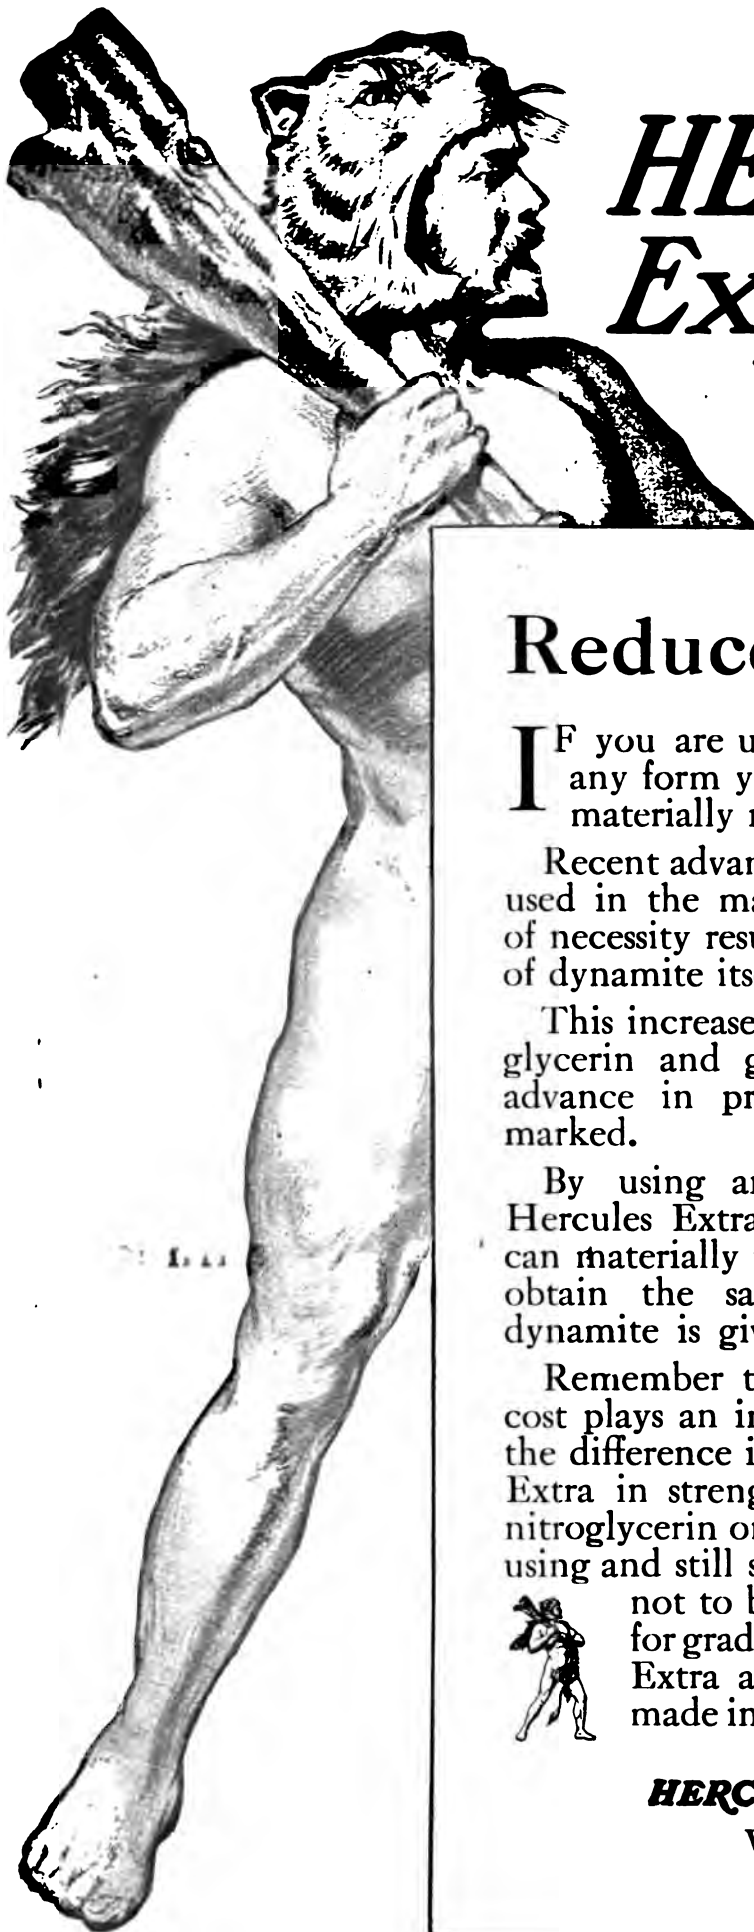 HE
Ex
Reduce
IF you are u
any form y
materially
Recent advan
used in the ma
of necessity resu
of dynamite its
This increase
glycerin and g
advance in pr
marked.
By using an
Hercules Extra
can materially
obtain the sa
dynamite is giv
Remember t
cost plays an in
the difference i
Extra in streng
nitroglycerin or
using and still s
not to b
for grad
Extra a
made in
HERC
W